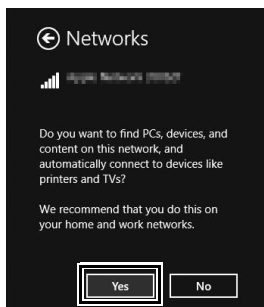 Networks
Do you want to find PCs, devices, and
content on this network, and
automatically connect to devices like
printers and TVs?
We recommend that you do this on
your home and work networks.
Yes No